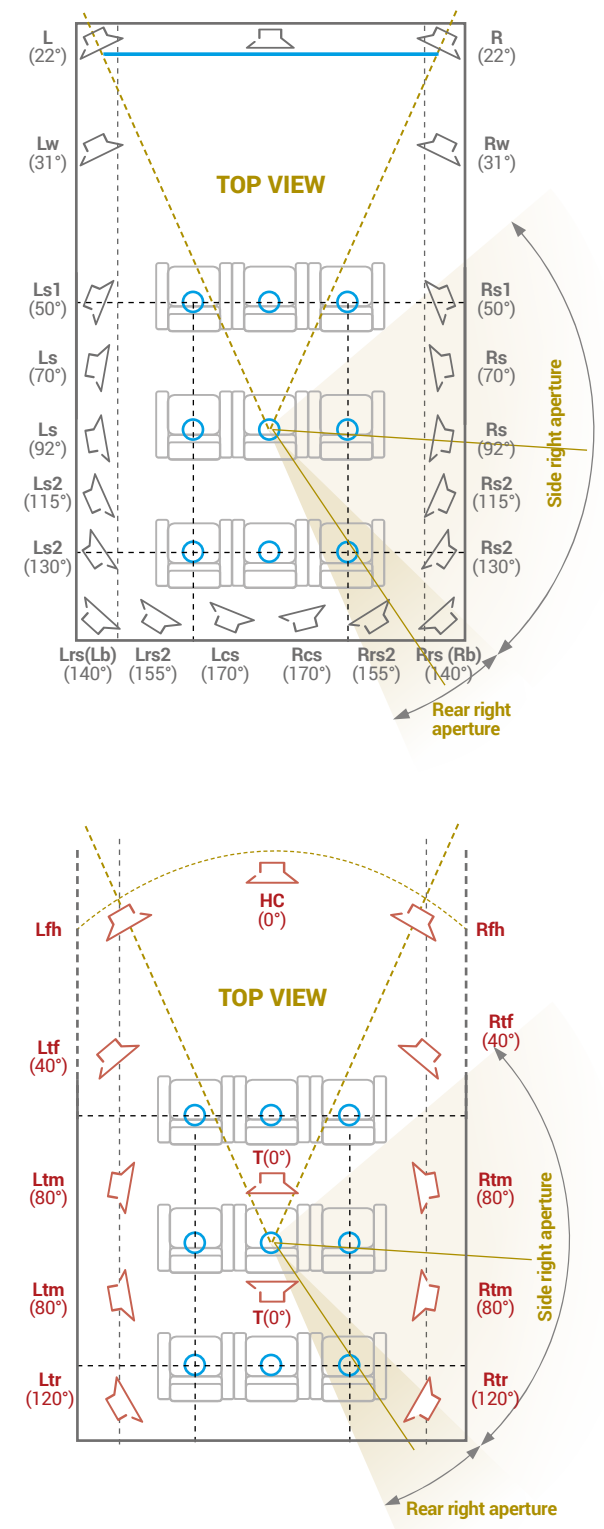 L
(22°)
R
(22°)
Lw
(31°)
Rw
(31°)
TOP VIEW
Ls1
(50°)
Rs1
(50°)
Ls
(70°)
Rs
(70°)
Side right aperture
Ls
(92°)
Rs
(92°)
Ls2
(115°)
Rs2
(115°)
Ls2
(130°)
Rs2
(130°)
Lrs(Lb)
(140°)
Lrs2
(155°)
Lcs
(170°)
Rcs
(170°)
Rrs2
(155°)
Rrs (Rb)
(140°)
Rear right
aperture
HC
(0°)
Lfh
Rfh
TOP VIEW
Ltf
(40°)
Rtf
(40°)
T(0°)
Ltm
(80°)
Rtm
(80°)
Side right aperture
Ltm
(80°)
Rtm
(80°)
T(0°)
Ltr
(120°)
Rtr
(120°)
Rear right aperture